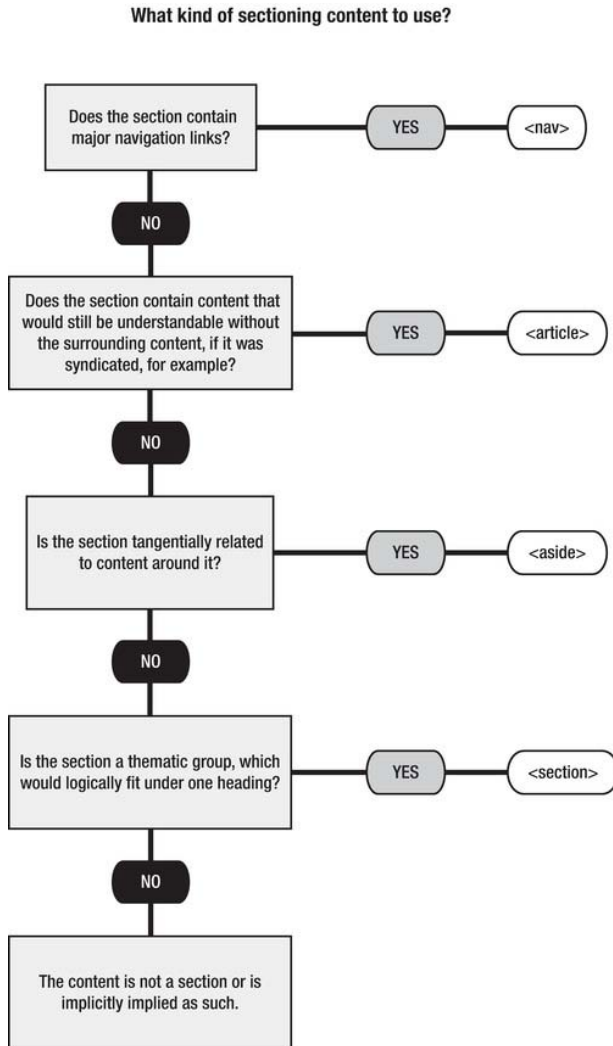 What kind of sectioning content to use?
Does the section contain
major navigation links?
YES
<nav>
NO
Does the section contain content that
would still be understandable without
the surrounding content, if it was
syndicated, for example?
YES
<article>
NO
Is the section tangentially related
to content around it?
YES
<aside>
NO
Is the section a thematic group, which
would logically fit under one heading?
YES
<section>
NO
The content is not a section or is
implicitly implied as such.